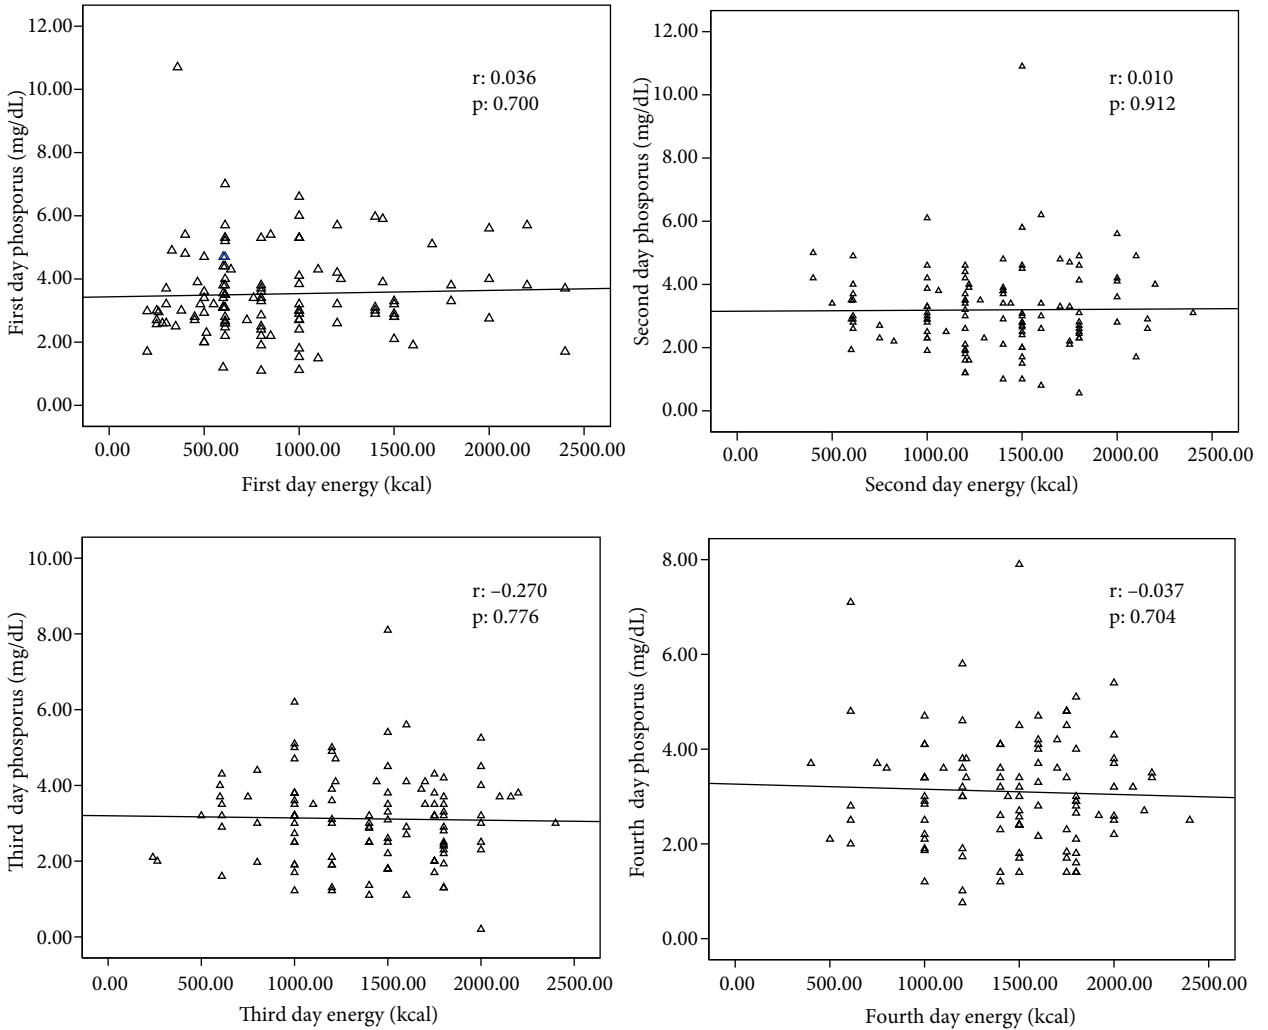 12.00
10.00
8.00
6.00
4.00
2.00
0.00
First day phosporus (mg/dL)
r: 0.036
p: 0.700
0.00 500.00 1000.00 1500.00 2000.00 2500.00
First day energy (kcal)
12.00
10.00
8.00
6.00
4.00
2.00
0.00
Second day phosporus (mg/dL)
r: 0.010
p: 0.912
0.00 500.00 1000.00 1500.00 2000.00 2500.00
Second day energy (kcal)
10.00
8.00
6.00
4.00
2.00
0.00
Third day phosporus (mg/dL)
r: –0.270
p: 0.776
0.00 500.00 1000.00 1500.00 2000.00 2500.00
Third day energy (kcal)
8.00
6.00
4.00
2.00
0.00
Fourth day phosporus (mg/dL)
r: –0.037
p: 0.704
0.00 500.00 1000.00 1500.00 2000.00 2500.00
Fourth day energy (kcal)